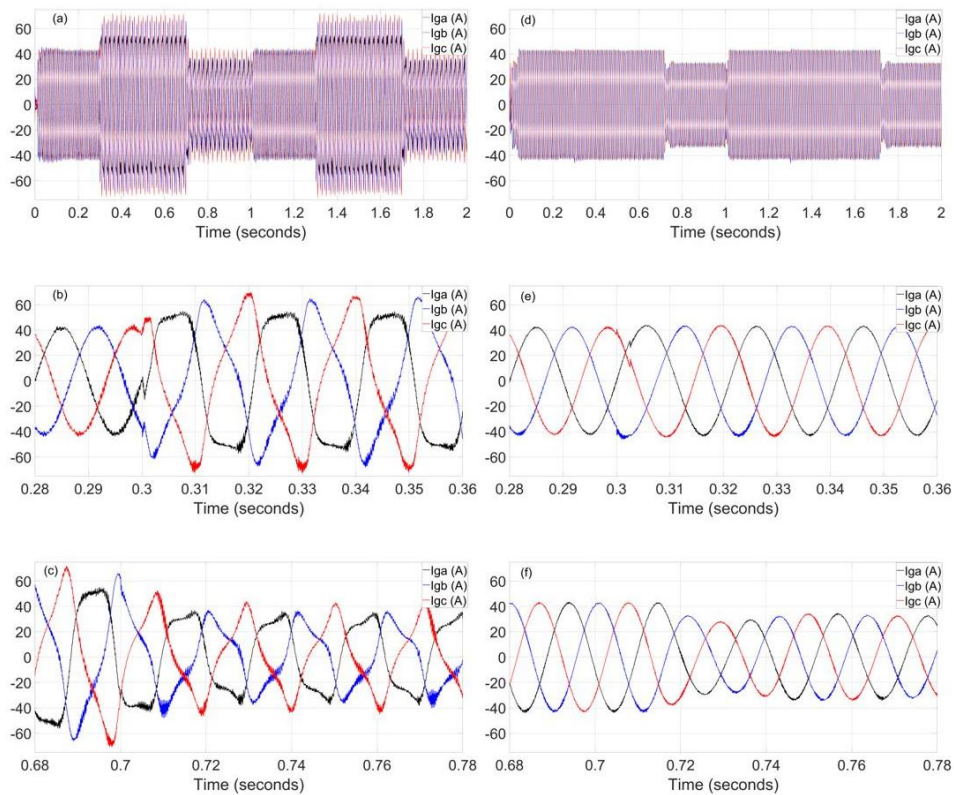 (a)
Iga (A)
Igb (A)
Igc (A)
60
40
20
0
-20
-40
-60
0 0.2 0.4 0.6 0.8 1 1.2 1.4 1.6 1.8 2
Time (seconds)
(d)
Iga (A)
Igb (A)
Igc (A)
60
40
20
0
-20
-40
-60
0 0.2 0.4 0.6 0.8 1 1.2 1.4 1.6 1.8 2
Time (seconds)
(b)
Iga (A)
Igb (A)
Igc (A)
60
40
20
0
-20
-40
-60
0.28 0.29 0.3 0.31 0.32 0.33 0.34 0.35 0.36
Time (seconds)
(e)
Iga (A)
Igb (A)
Igc (A)
60
40
20
0
-20
-40
-60
0.28 0.29 0.3 0.31 0.32 0.33 0.34 0.35 0.36
Time (seconds)
(c)
Iga (A)
Igb (A)
Igc (A)
60
40
20
0
-20
-40
-60
0.68 0.7 0.72 0.74 0.76 0.78
Time (seconds)
(f)
Iga (A)
Igb (A)
Igc (A)
60
40
20
0
-20
-40
-60
0.68 0.7 0.72 0.74 0.76 0.78
Time (seconds)